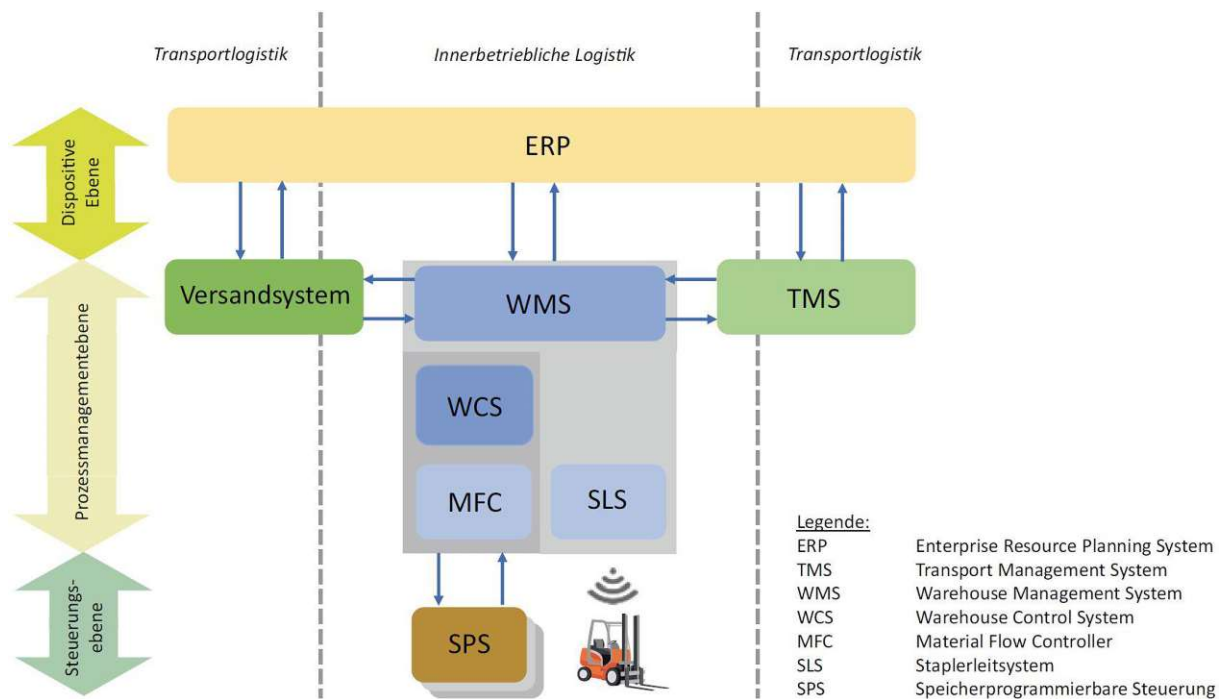 Transportlogistik
Innerbetriebliche Logistik
Transportlogistik
Dispositive
Ebene
ERP
Prozessmanagementebene
Versandsystem
WMS
TMS
WCS
MFC
SLS
Steuerungs-
ebene
SPS
Legende:
ERP Enterprise Resource Planning System
TMS Transport Management System
WMS Warehouse Management System
WCS Warehouse Control System
MFC Material Flow Controller
SLS Staplerleitsystem
SPS Speicherprogrammierbare Steuerung